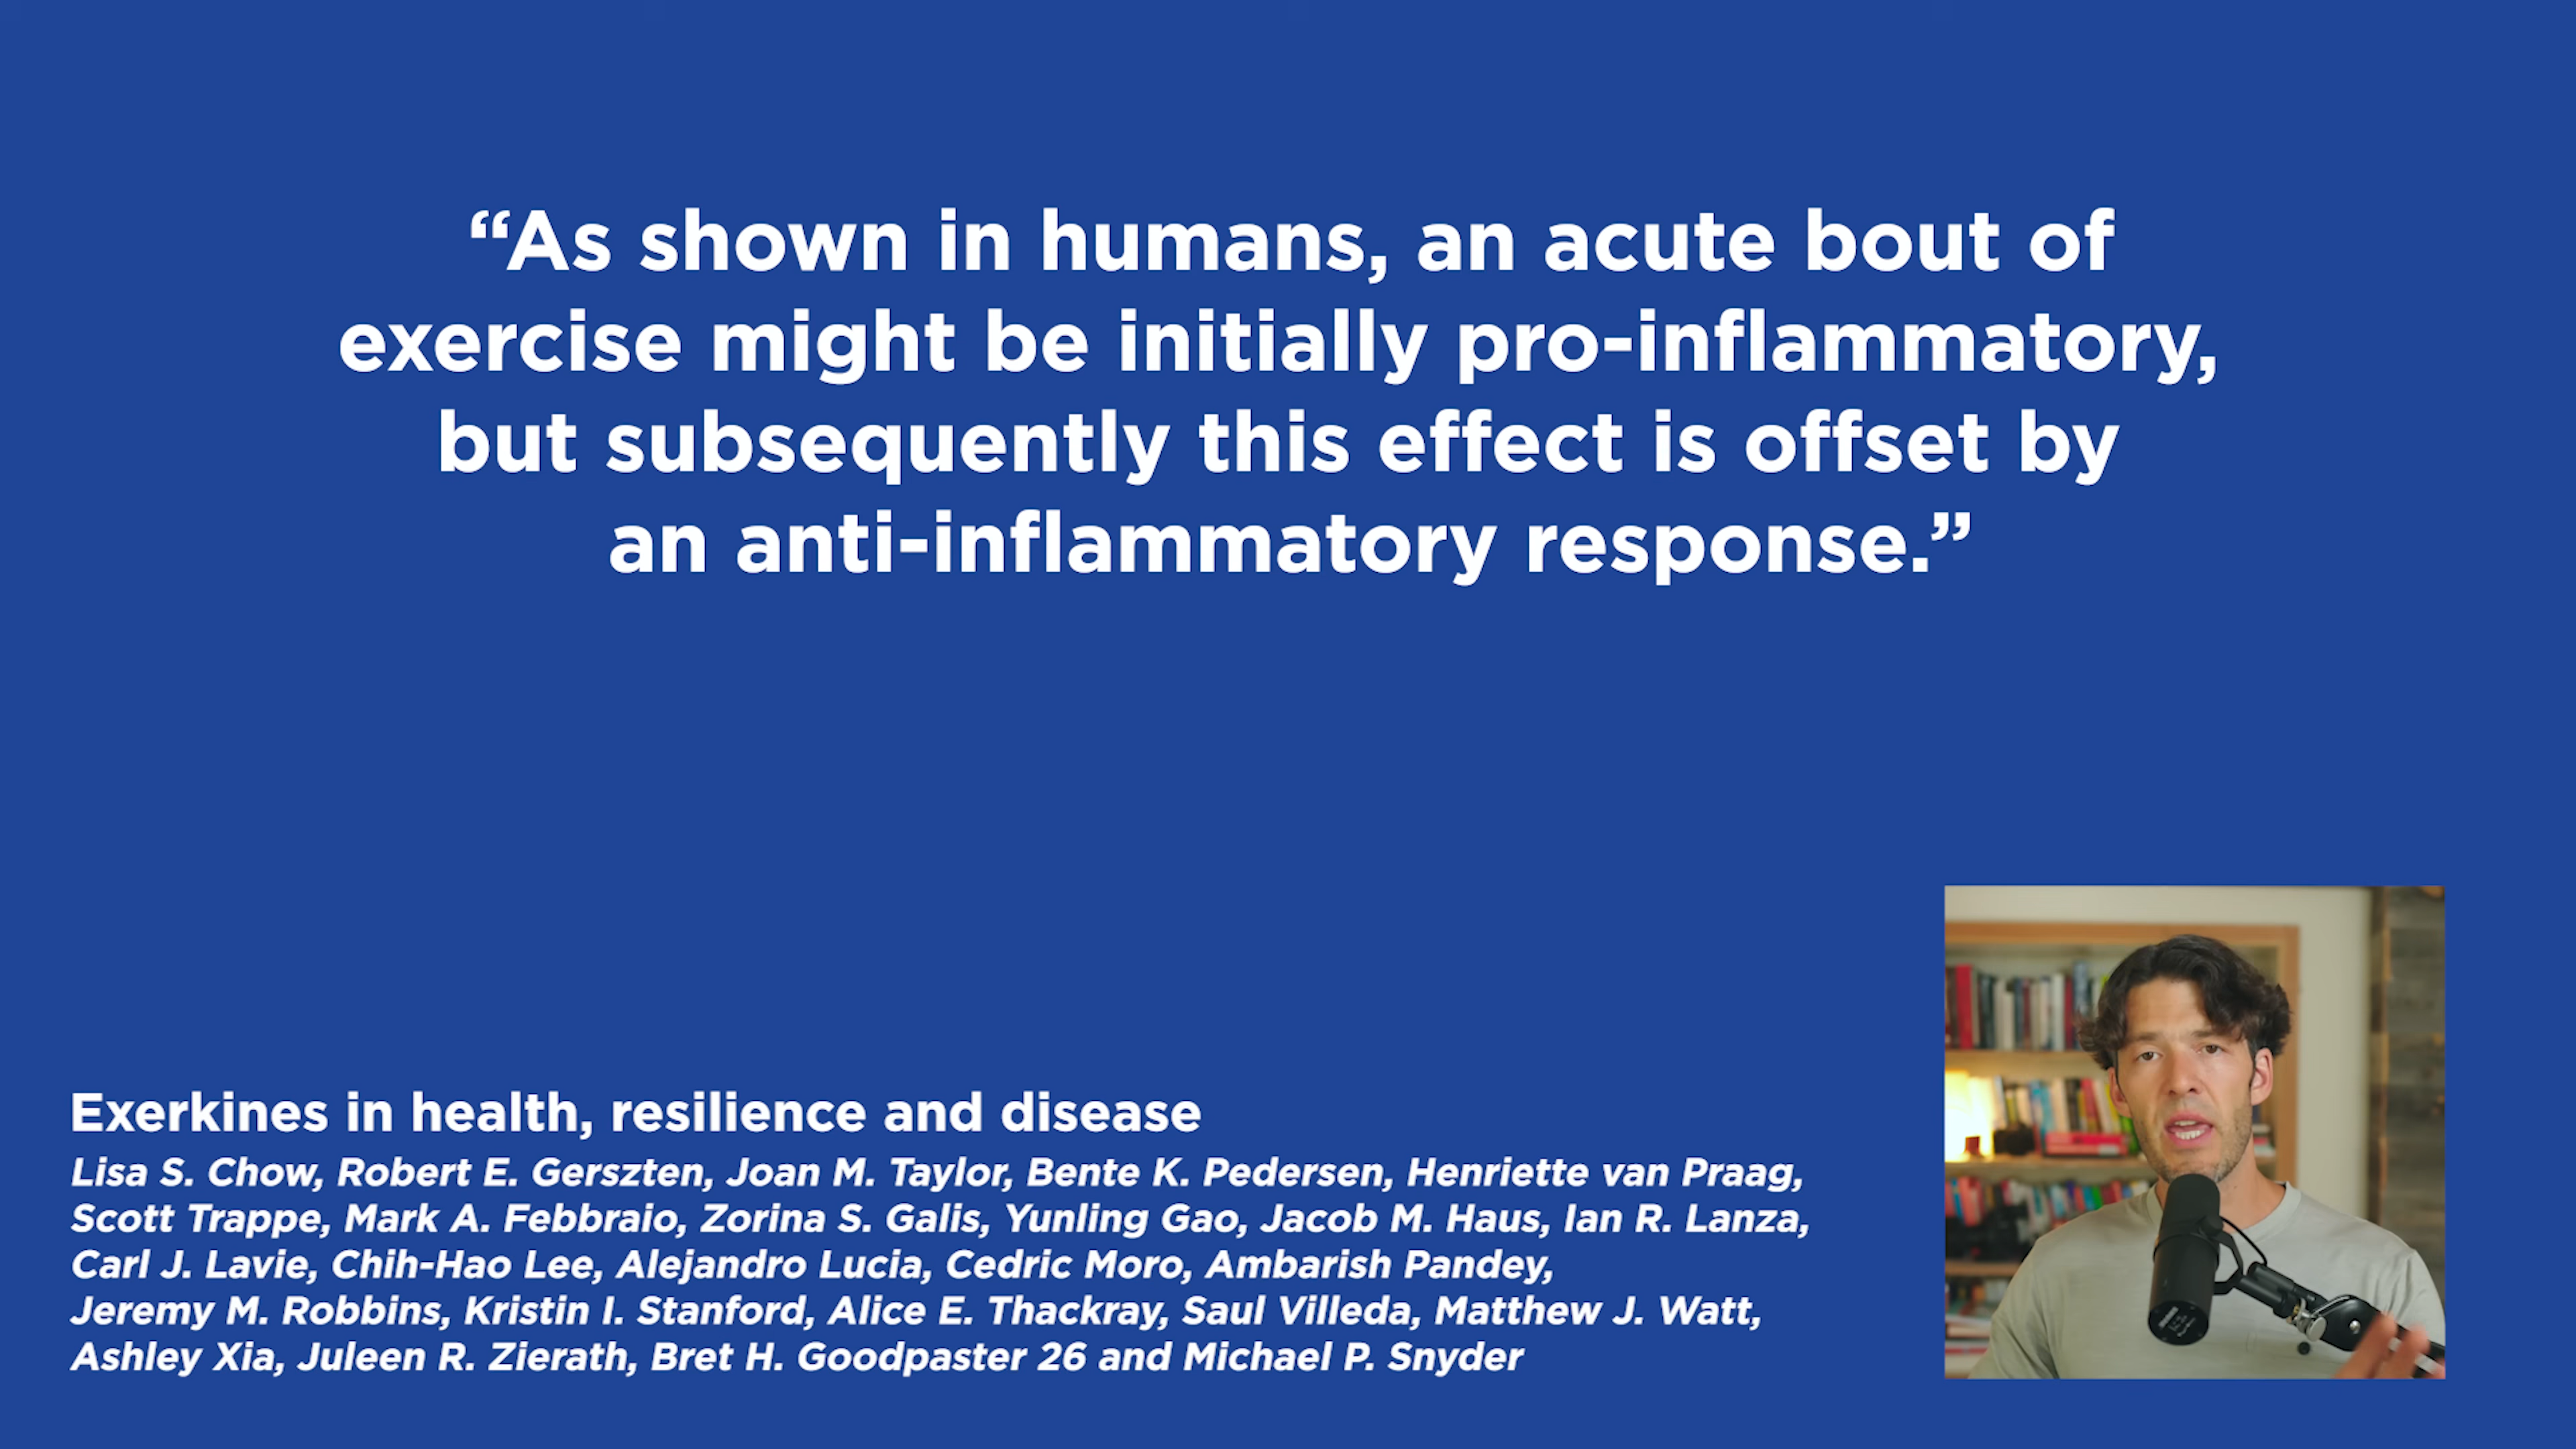 “As shown in humans, an acute bout of
exercise might be initially pro-inflammatory,
but subsequently this effect is offset by
an anti-inflammatory response.”
Exerkines in health, resilience and disease
Lisa S. Chow, Robert E. Gerszten, Joan M. Taylor, Bente K. Pedersen, Henriette van Praag,
Scott Trappe, Mark A. Febbraio, Zorina S. Galis, Yunling Gao, Jacob M. Haus, Ian R. Lanza,
Carl J. Lavie, Chih-Hao Lee, Alejandro Lucia, Cedric Moro, Ambarish Pandey,
Jeremy M. Robbins, Kristin I. Stanford, Alice E. Thackray, Saul Villeda, Matthew J. Watt,
Ashley Xia, Juleen R. Zierath, Bret H. Goodpaster 26 and Michael P. Snyder